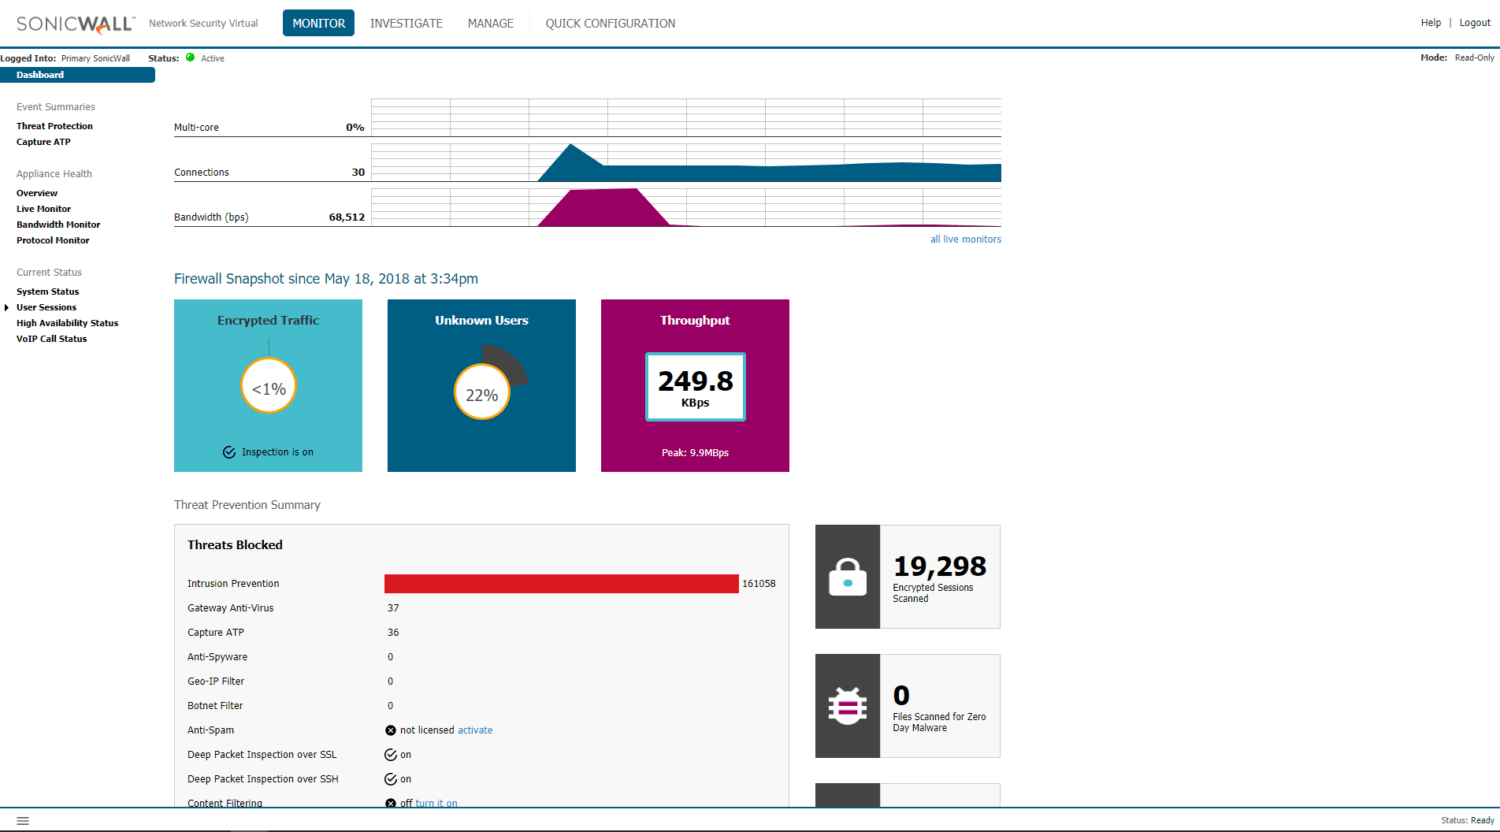 SONICWALL™ Network Security Virtual MONITOR INVESTIGATE MANAGE QUICK CONFIGURATION Help | Logout
Logged Into: Primary SonicWall Status: Active Mode: Read-Only
Dashboard
Event Summaries
Threat Protection
Capture ATP
Appliance Health
Overview
Live Monitor
Bandwidth Monitor
Protocol Monitor
Current Status
System Status
User Sessions
High Availability Status
VoIP Call Status
Multi-core 0%
Connections 30
Bandwidth (bps) 68,512
all live monitors
Firewall Snapshot since May 18, 2018 at 3:34pm
Encrypted Traffic
<1%
Inspection is on
Unknown Users
22%
Throughput
249.8
KBps
Peak: 9.9MBps
Threat Prevention Summary
Threats Blocked
Intrusion Prevention 161058
Gateway Anti-Virus 37
Capture ATP 36
Anti-Spyware 0
Geo-IP Filter 0
Botnet Filter 0
Anti-Spam not licensed activate
Deep Packet Inspection over SSL on
Deep Packet Inspection over SSH on
Content Filtering off turn it on
19,298
Encrypted Sessions
Scanned
0
Files Scanned for Zero
Day Malware
Status: Ready